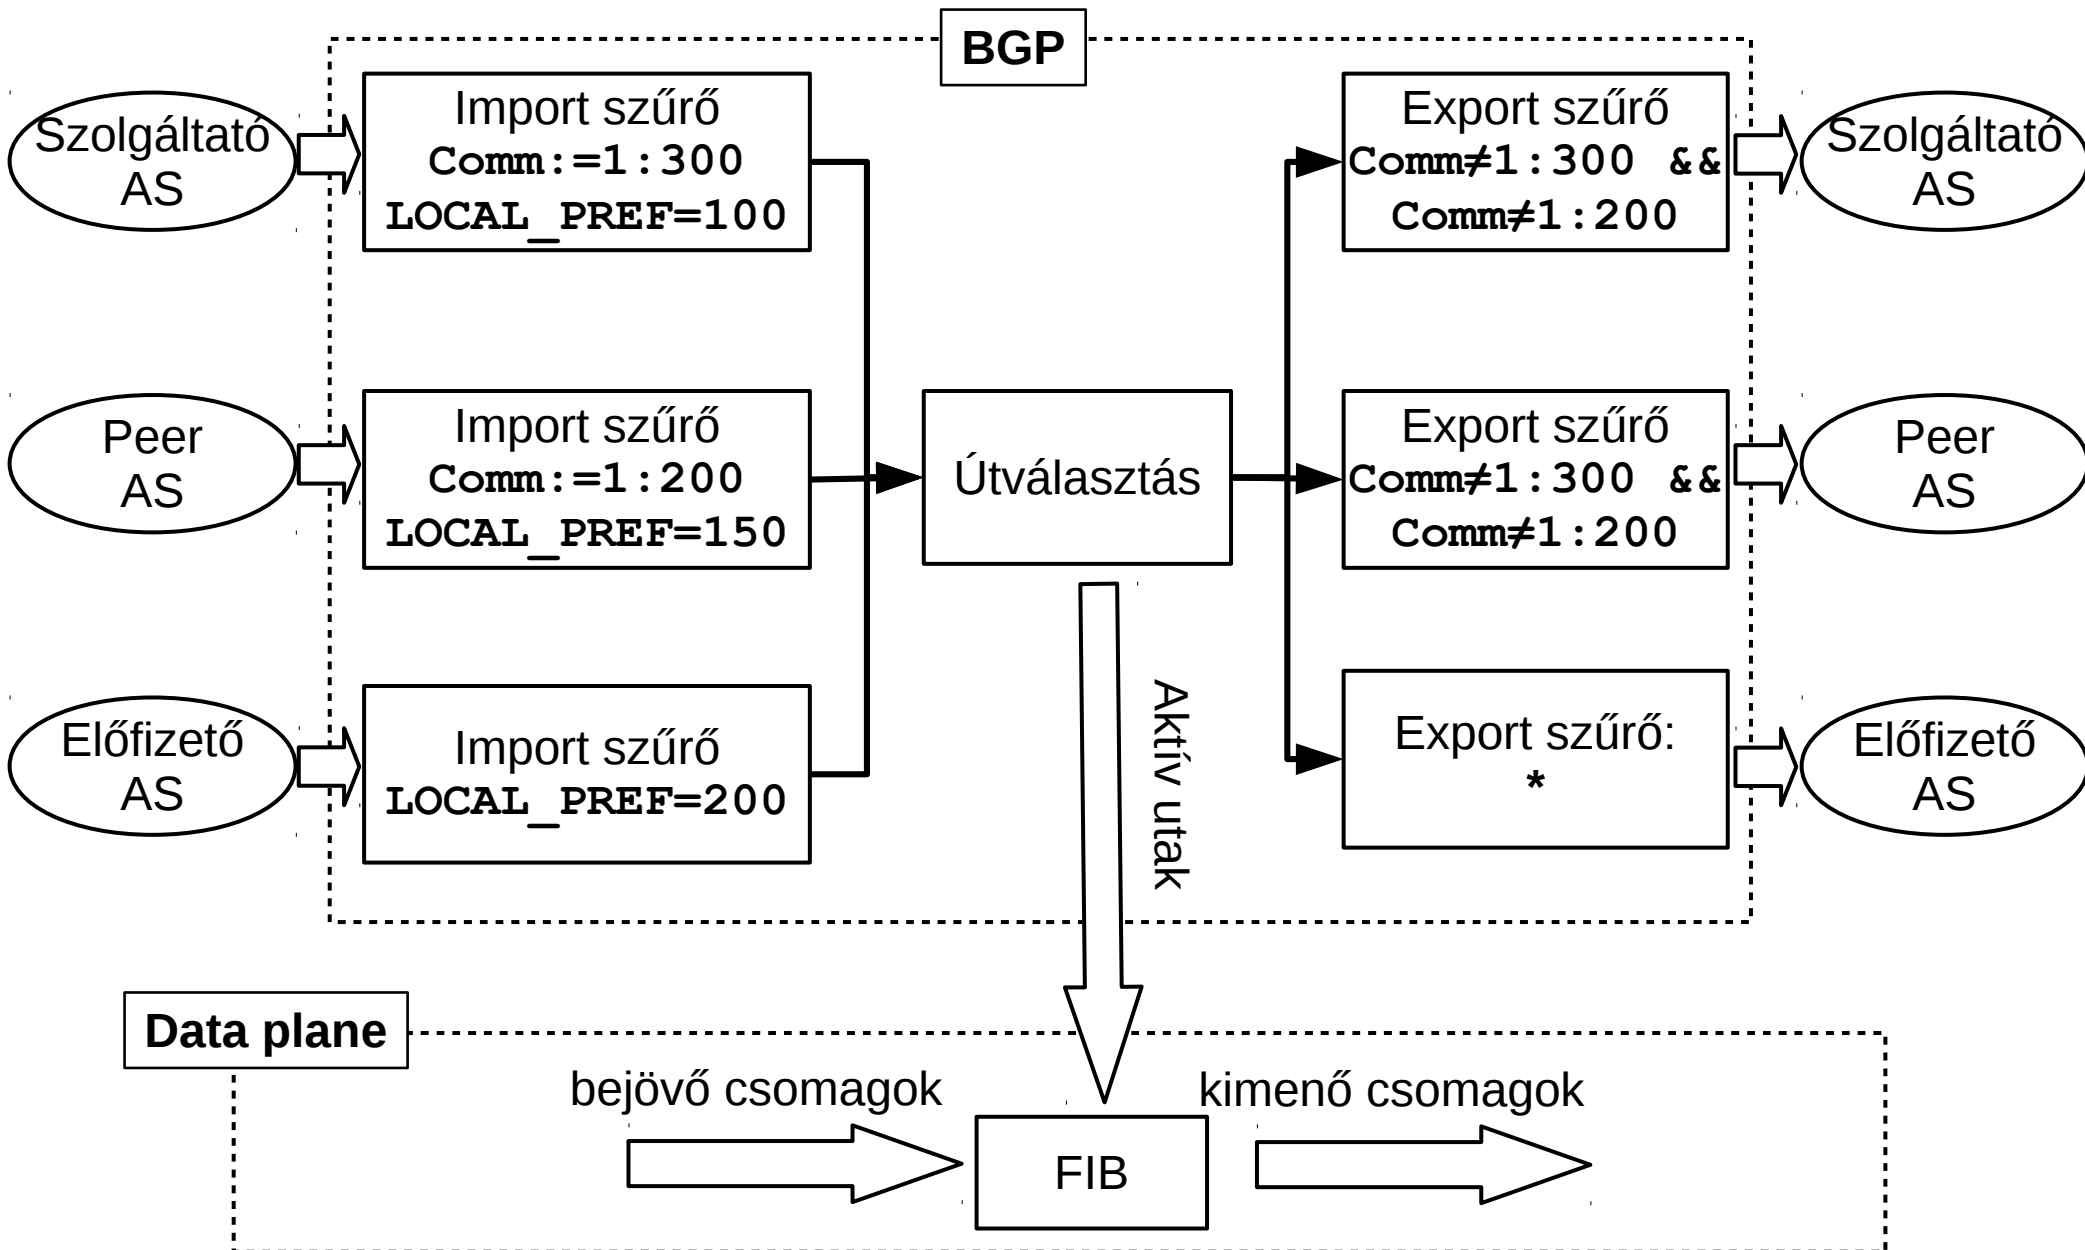 BGP
Szolgáltató
AS
Import szűrő
Comm:=1:300
LOCAL_PREF=100
Export szűrő
Comm≠1:300 &&
Comm≠1:200
Szolgáltató
AS
Peer
AS
Import szűrő
Comm:=1:200
LOCAL_PREF=150
Útválasztás
Export szűrő
Comm≠1:300 &&
Comm≠1:200
Peer
AS
Előfizető
AS
Import szűrő
LOCAL_PREF=200
Aktív utak
Export szűrő:
*
Előfizető
AS
Data plane
bejövő csomagok
FIB
kimenő csomagok